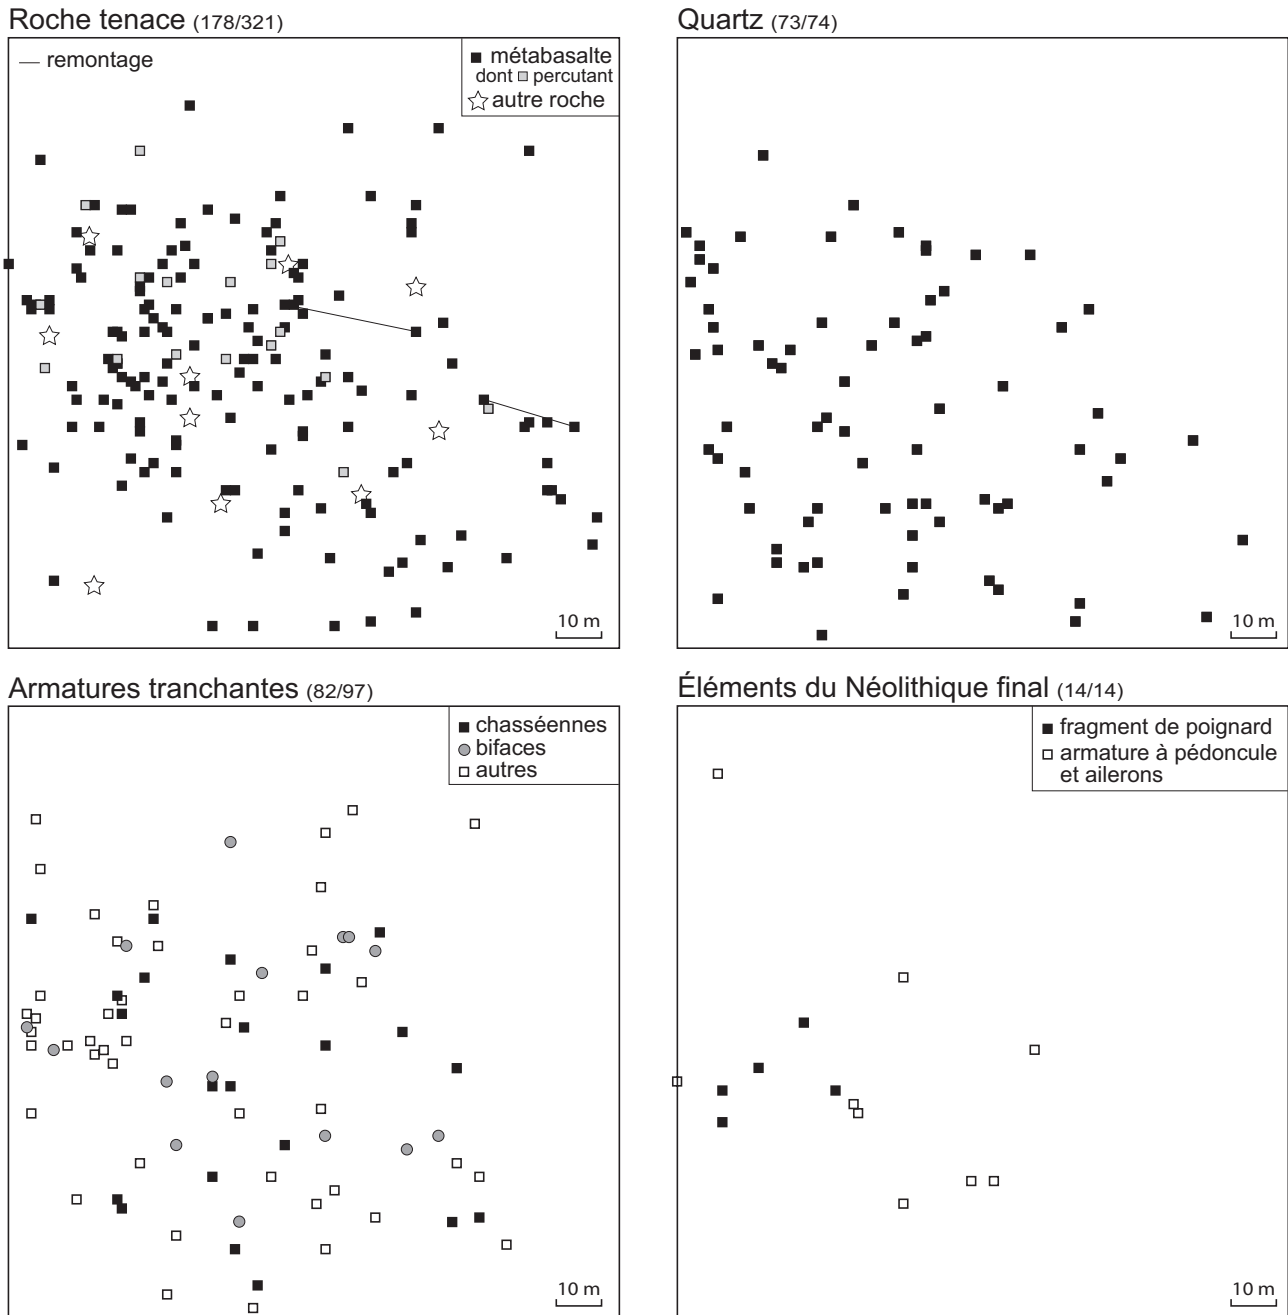 Roche tenace (178/321)
— remontage
métabasalte
dont percutant
autre roche
10 m
Quartz (73/74)
10 m
Armatures tranchantes (82/97)
chasséennes
bifaces
autres
10 m
Éléments du Néolithique final (14/14)
fragment de poignard
armature à pédoncule
et ailerons
10 m